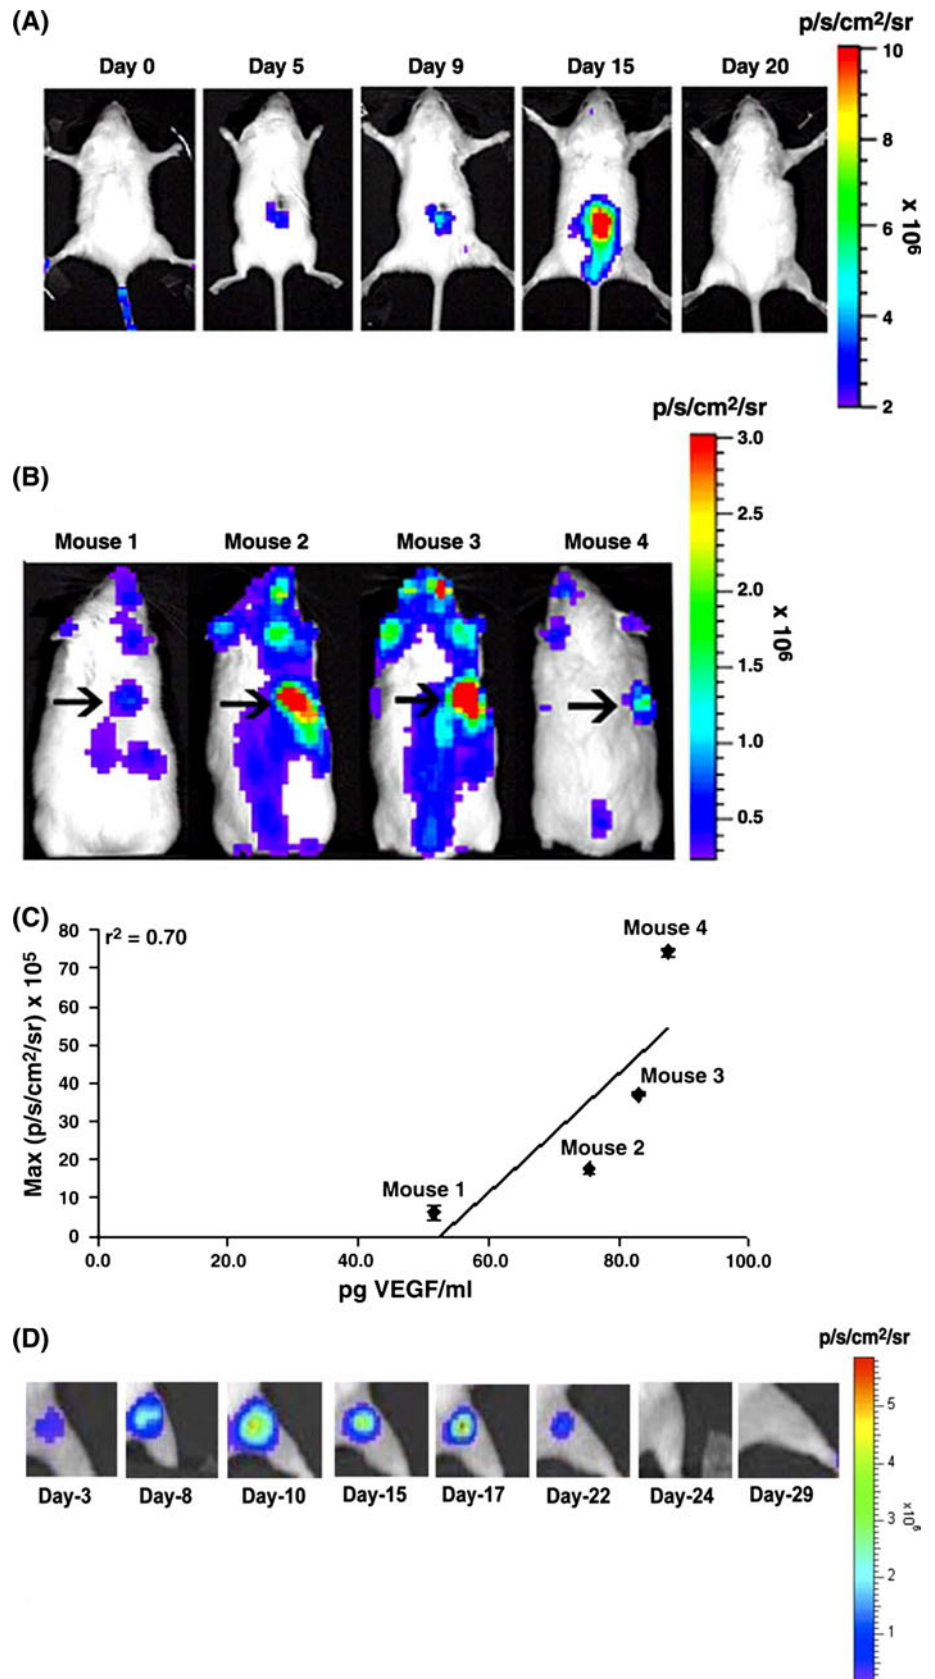 (A)
p/s/cm²/sr
Day 0 Day 5 Day 9 Day 15 Day 20
10
8
6
4
2
x 10⁶
p/s/cm²/sr
(B)
Mouse 1 Mouse 2 Mouse 3 Mouse 4
3.0
2.5
2.0
1.5
1.0
0.5
x 10⁶
(C)
r² = 0.70
Max (p/s/cm²/sr) x 10⁵
80
70
60
50
40
30
20
10
0
Mouse 4
Mouse 3
Mouse 2
Mouse 1
0.0 20.0 40.0 60.0 80.0 100.0
pg VEGF/ml
(D)
p/s/cm²/sr
5
4
3
2
1
x10⁶
Day-3 Day-8 Day-10 Day-15 Day-17 Day-22 Day-24 Day-29